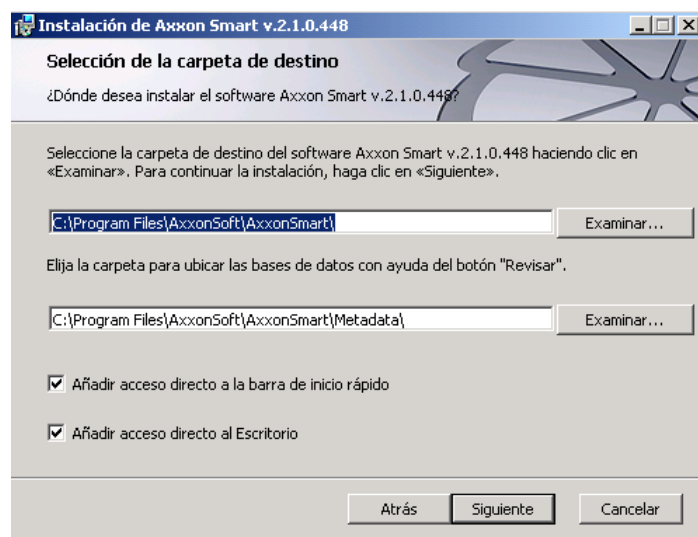 Instalación de Axxon Smart v.2.1.0.448
Selección de la carpeta de destino
¿Dónde desea instalar el software Axxon Smart v.2.1.0.448?
Seleccione la carpeta de destino del software Axxon Smart v.2.1.0.448 haciendo clic en
«Examinar». Para continuar la instalación, haga clic en «Siguiente».
C:\Program Files\AxxonSoft\AxxonSmart\
Examinar...
Elija la carpeta para ubicar las bases de datos con ayuda del botón "Revisar".
C:\Program Files\AxxonSoft\AxxonSmart\Metadata\
Examinar...
Añadir acceso directo a la barra de inicio rápido
Añadir acceso directo al Escritorio
Atrás
Siguiente
Cancelar